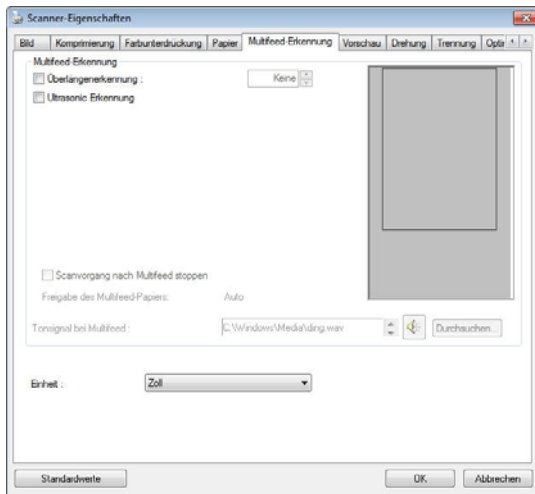 Scanner-Eigenschaften
Bild Komprimierung Farbunterdrückung Papier Multifeed-Erkennung Vorschau Drehung Trennung Opti
Multifeed-Erkennung
Überlängenerkennung : Keine
Ultrasonic Erkennung
Scanvorgang nach Multifeed stoppen
Freigabe des Multifeed-Papiers: Auto
Tonsignal bei Multifeed : C:\Windows\Media\ding.wav Durchsuchen...
Einheit : Zoll
Standardwerte OK Abbrechen